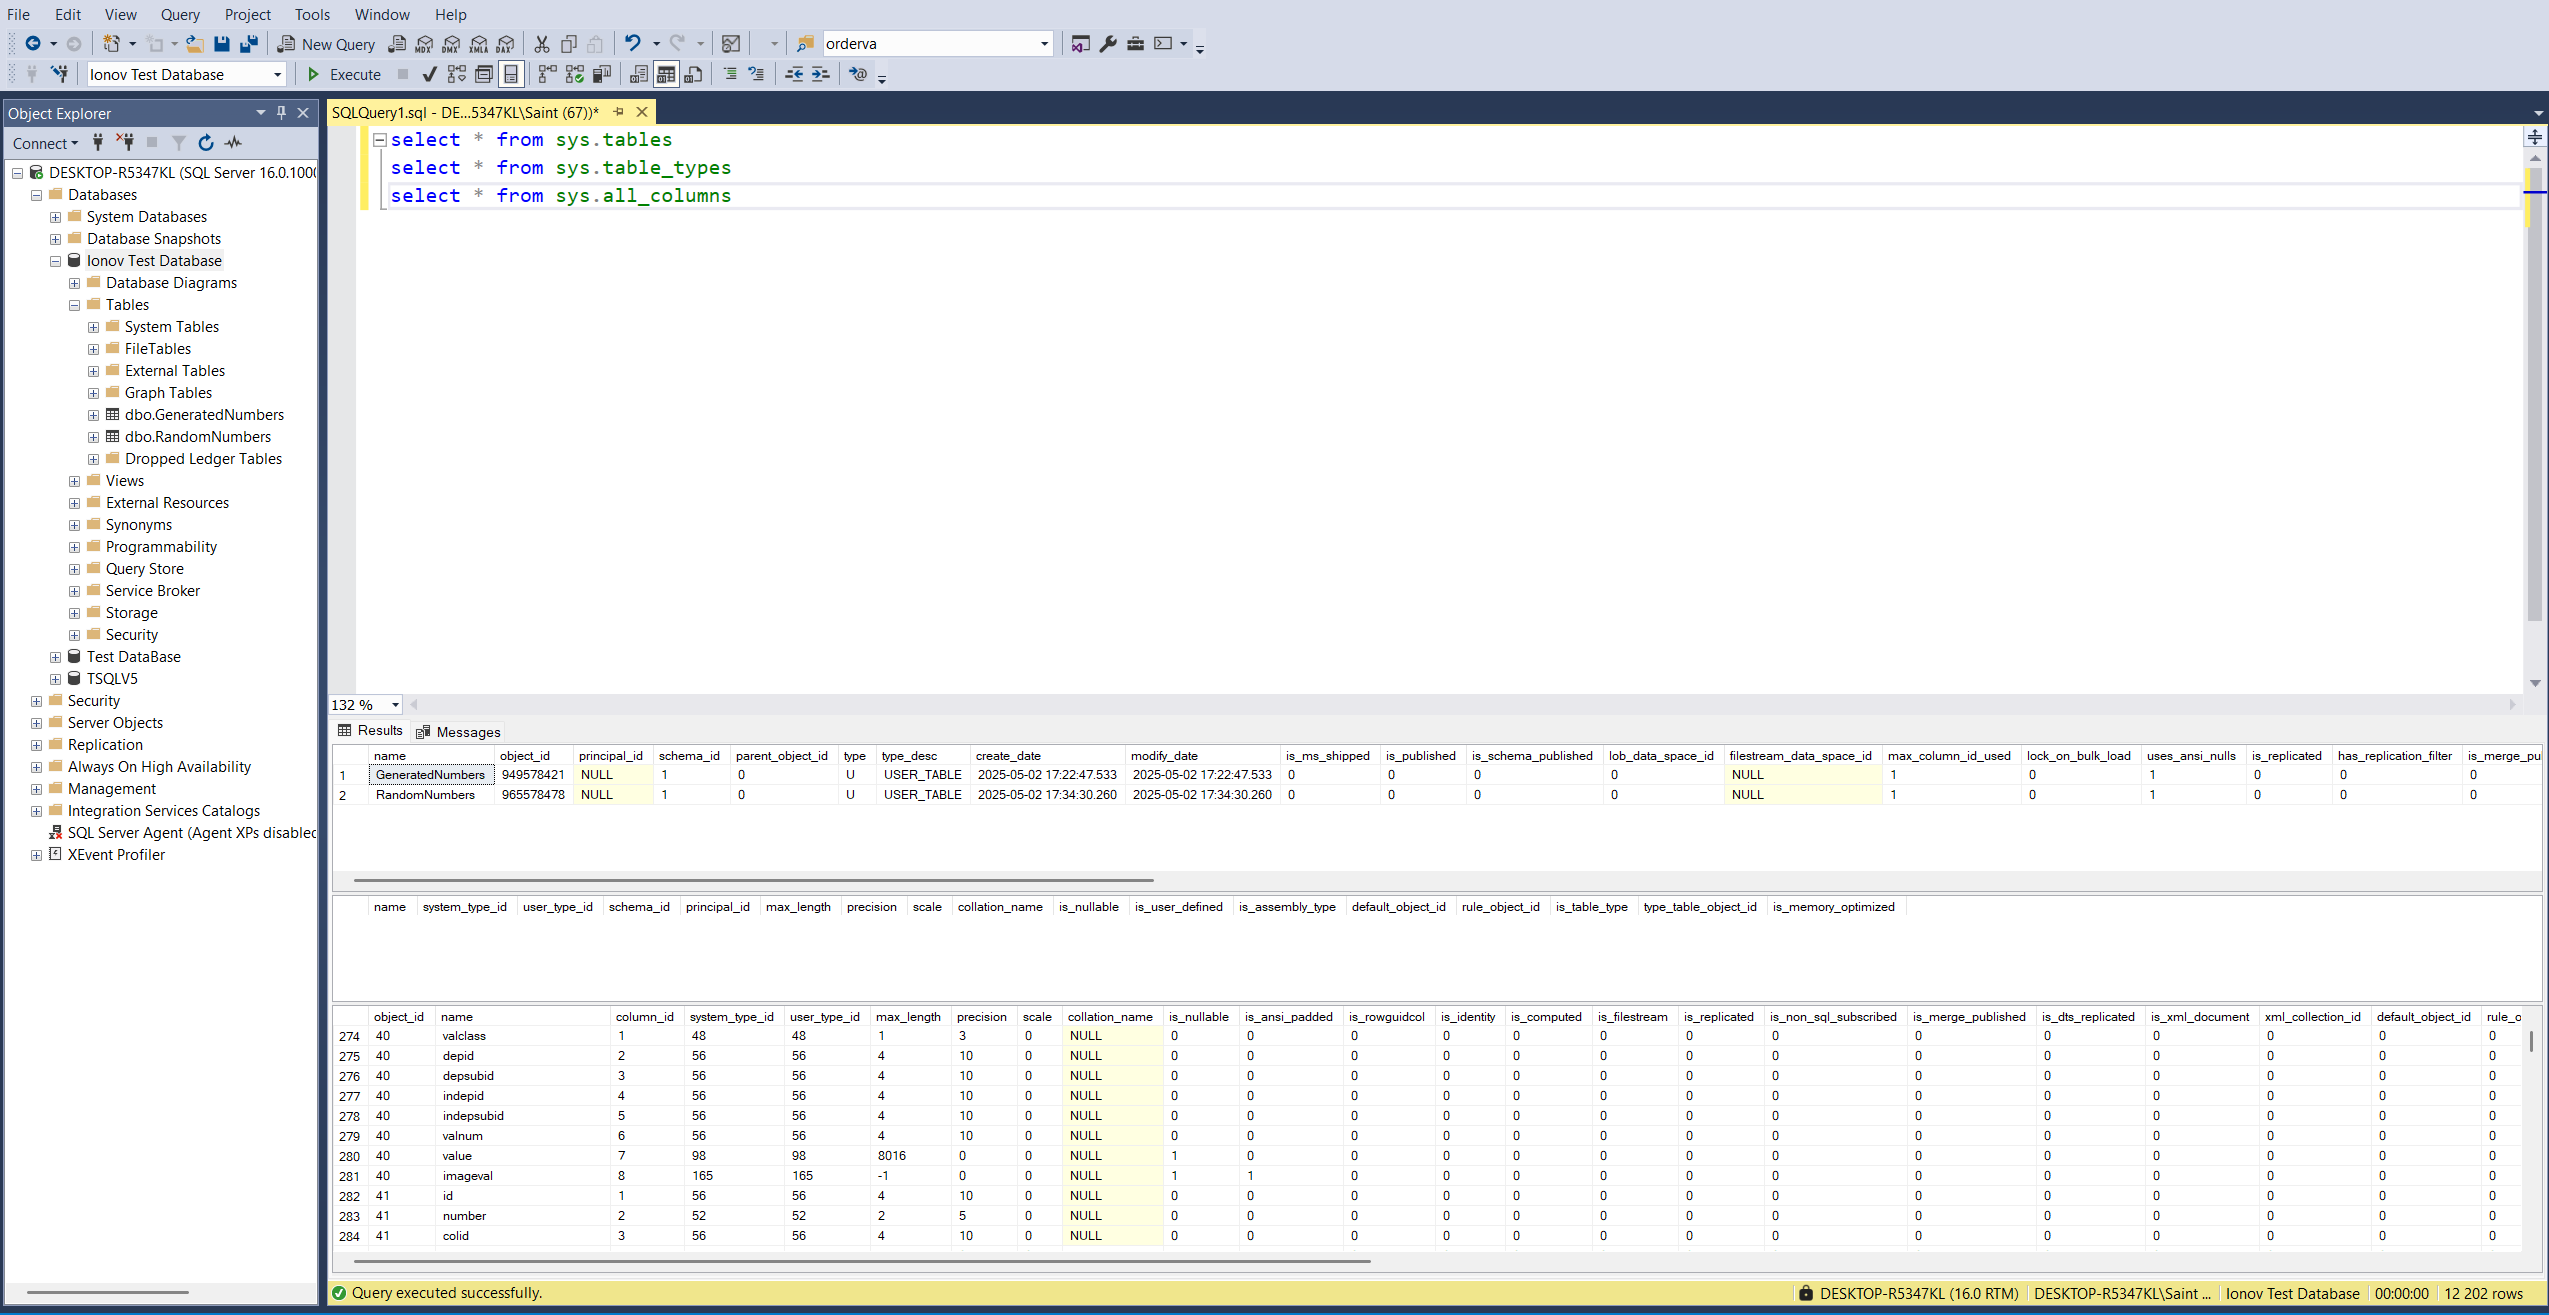 File Edit View Query Project Tools Window Help
New Query MDX DMX XMLA DAX orderva
Ionov Test Database Execute
Object Explorer
Connect
DESKTOP-R5347KL (SQL Server 16.0.100
Databases
System Databases
Database Snapshots
Ionov Test Database
Database Diagrams
Tables
System Tables
FileTables
External Tables
Graph Tables
dbo.GeneratedNumbers
dbo.RandomNumbers
Dropped Ledger Tables
Views
External Resources
Synonyms
Programmability
Query Store
Service Broker
Storage
Security
Test DataBase
TSQLV5
Security
Server Objects
Replication
Always On High Availability
Management
Integration Services Catalogs
SQL Server Agent (Agent XPs disabled
XEvent Profiler
SQLQuery1.sql - DE...5347KL\Saint (67))*
select * from sys.tables
select * from sys.table_types
select * from sys.all_columns
132 %
Results Messages
name object_id principal_id schema_id parent_object_id type type_desc create_date modify_date is_ms_shipped is_published is_schema_published lob_data_space_id filestream_data_space_id max_column_id_used lock_on_bulk_load uses_ansi_nulls is_replicated has_replication_filter is_merge_pu
1 GeneratedNumbers 949578421 NULL 1 0 U USER_TABLE 2025-05-02 17:22:47.533 2025-05-02 17:22:47.533 0 0 0 0 NULL 1 0 1 0 0 0
2 RandomNumbers 965578478 NULL 1 0 U USER_TABLE 2025-05-02 17:34:30.260 2025-05-02 17:34:30.260 0 0 0 0 NULL 1 0 1 0 0 0
name system_type_id user_type_id schema_id principal_id max_length precision scale collation_name is_nullable is_user_defined is_assembly_type default_object_id rule_object_id is_table_type type_table_object_id is_memory_optimized
object_id name column_id system_type_id user_type_id max_length precision scale collation_name is_nullable is_ansi_padded is_rowguidcol is_identity is_computed is_filestream is_replicated is_non_sql_subscribed is_merge_published is_dts_replicated is_xml_document xml_collection_id default_object_id rule_o
274 40 valclass 1 48 48 1 3 0 NULL 0 0 0 0 0 0 0 0 0 0 0 0 0 0
275 40 depid 2 56 56 4 10 0 NULL 0 0 0 0 0 0 0 0 0 0 0 0 0 0
276 40 depsubid 3 56 56 4 10 0 NULL 0 0 0 0 0 0 0 0 0 0 0 0 0 0
277 40 indepid 4 56 56 4 10 0 NULL 0 0 0 0 0 0 0 0 0 0 0 0 0 0
278 40 indepsubid 5 56 56 4 10 0 NULL 0 0 0 0 0 0 0 0 0 0 0 0 0 0
279 40 valnum 6 56 56 4 10 0 NULL 0 0 0 0 0 0 0 0 0 0 0 0 0 0
280 40 value 7 98 98 8016 0 0 NULL 1 0 0 0 0 0 0 0 0 0 0 0 0 0
281 40 imageval 8 165 165 -1 0 0 NULL 1 1 0 0 0 0 0 0 0 0 0 0 0 0
282 41 id 1 56 56 4 10 0 NULL 0 0 0 0 0 0 0 0 0 0 0 0 0 0
283 41 number 2 52 52 2 5 0 NULL 0 0 0 0 0 0 0 0 0 0 0 0 0 0
284 41 colid 3 56 56 4 10 0 NULL 0 0 0 0 0 0 0 0 0 0 0 0 0 0
Query executed successfully. DESKTOP-R5347KL (16.0 RTM) DESKTOP-R5347KL\Saint ... Ionov Test Database 00:00:00 12 202 rows